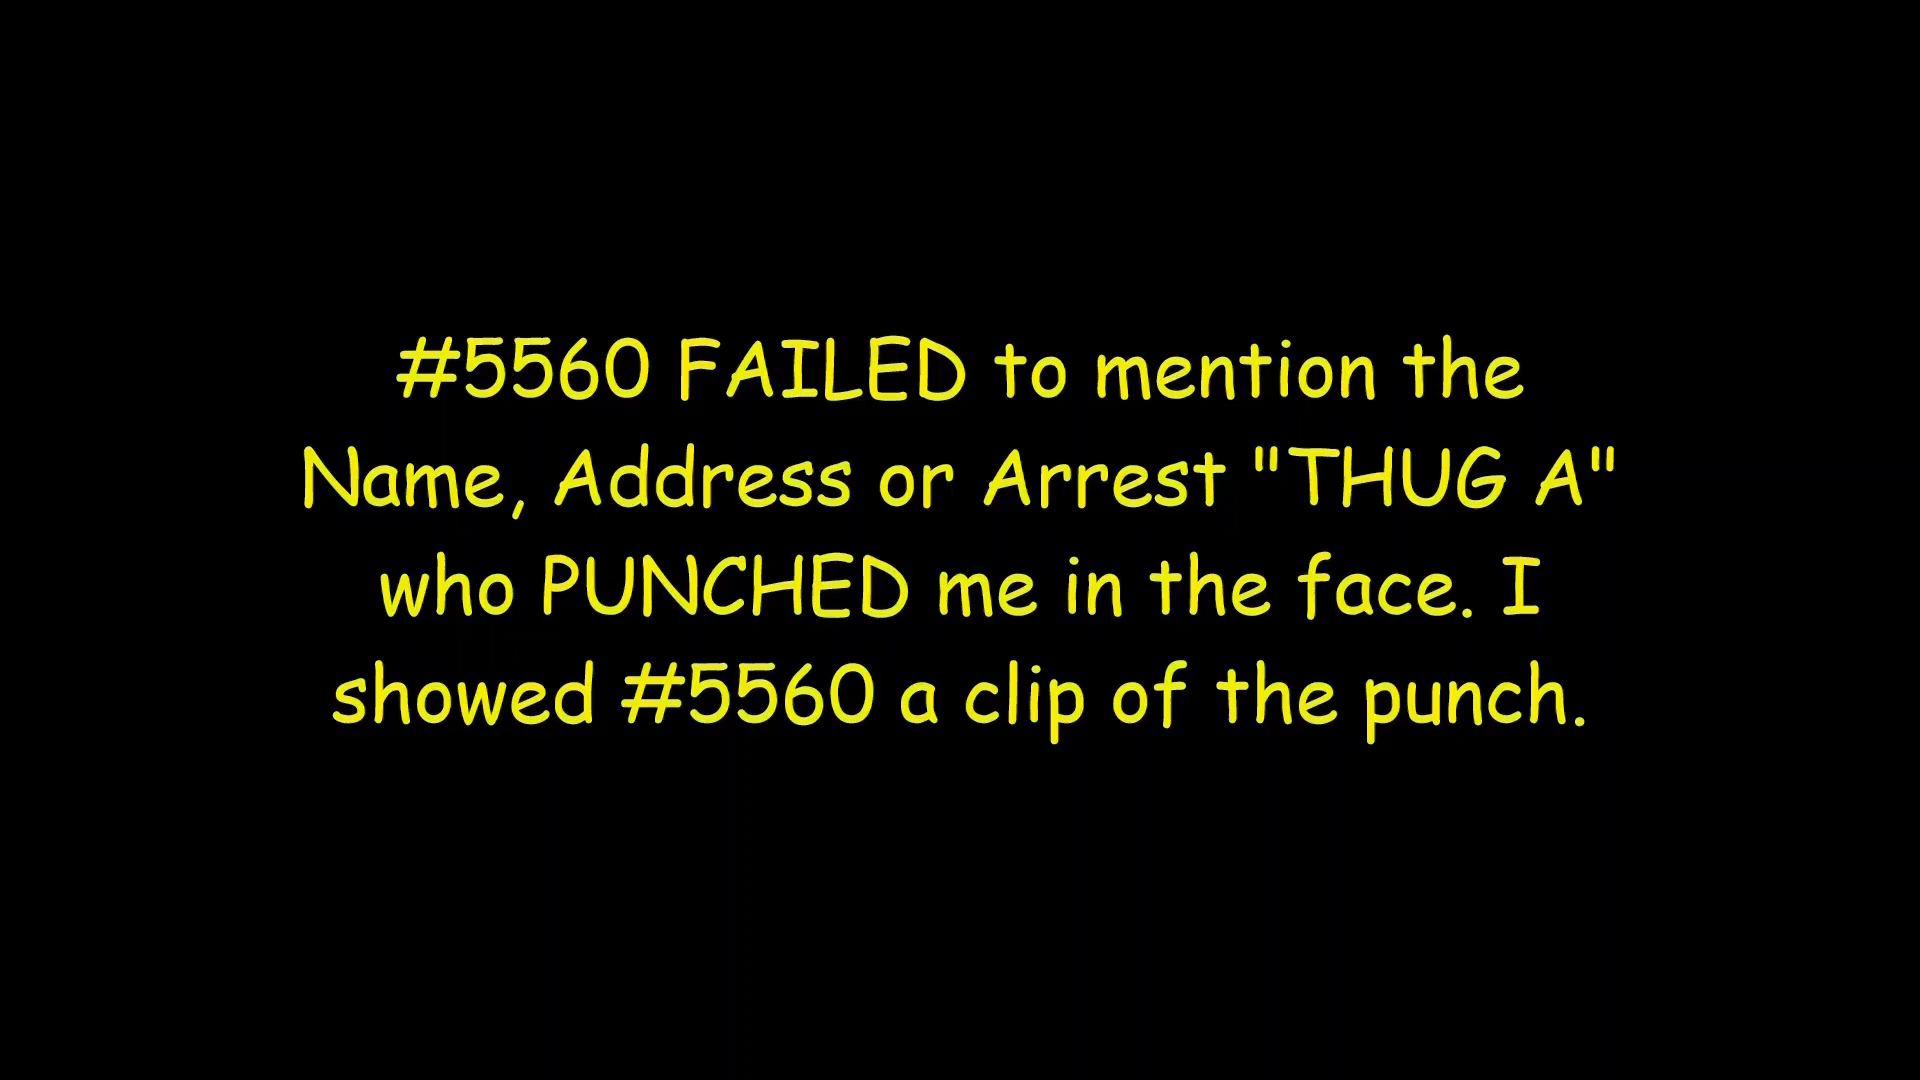 #5560 FAILED to mention the
Name, Address or Arrest "THUG A"
who PUNCHED me in the face. I
showed #5560 a clip of the punch.